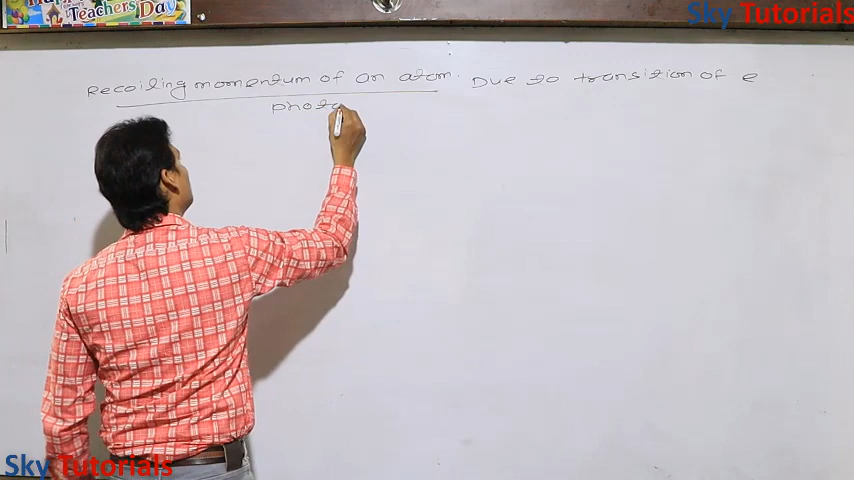 Teachers Day
Sky Tutorials
Recoiling momentum of an atom. Due to transition of e
photo
Sky Tutorials